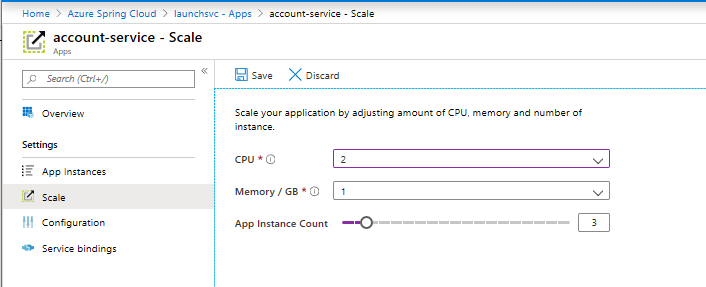 Home > Azure Spring Cloud > launchsvc - Apps > account-service - Scale
account-service - Scale
Apps
Search (Ctrl+/)
«
Save
Discard
Overview
Settings
App Instances
Scale
Configuration
Service bindings
Scale your application by adjusting amount of CPU, memory and number of
instance.
CPU * 2
Memory / GB * 1
App Instance Count 3